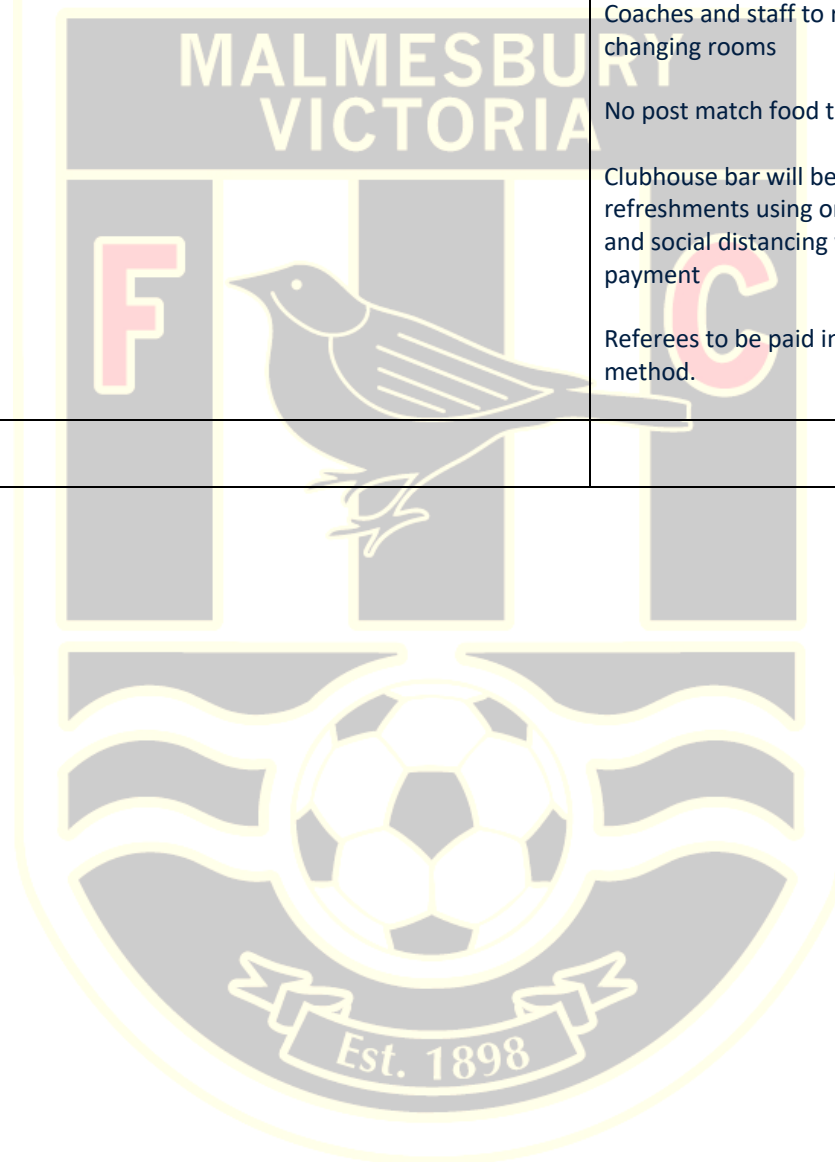 MALMESBURY
VICTORIA
F C
Est. 1898
Coaches and staff to
changing rooms
No post match food
Clubhouse bar will be
refreshments using
and social distancing
payment
Referees to be paid
method.